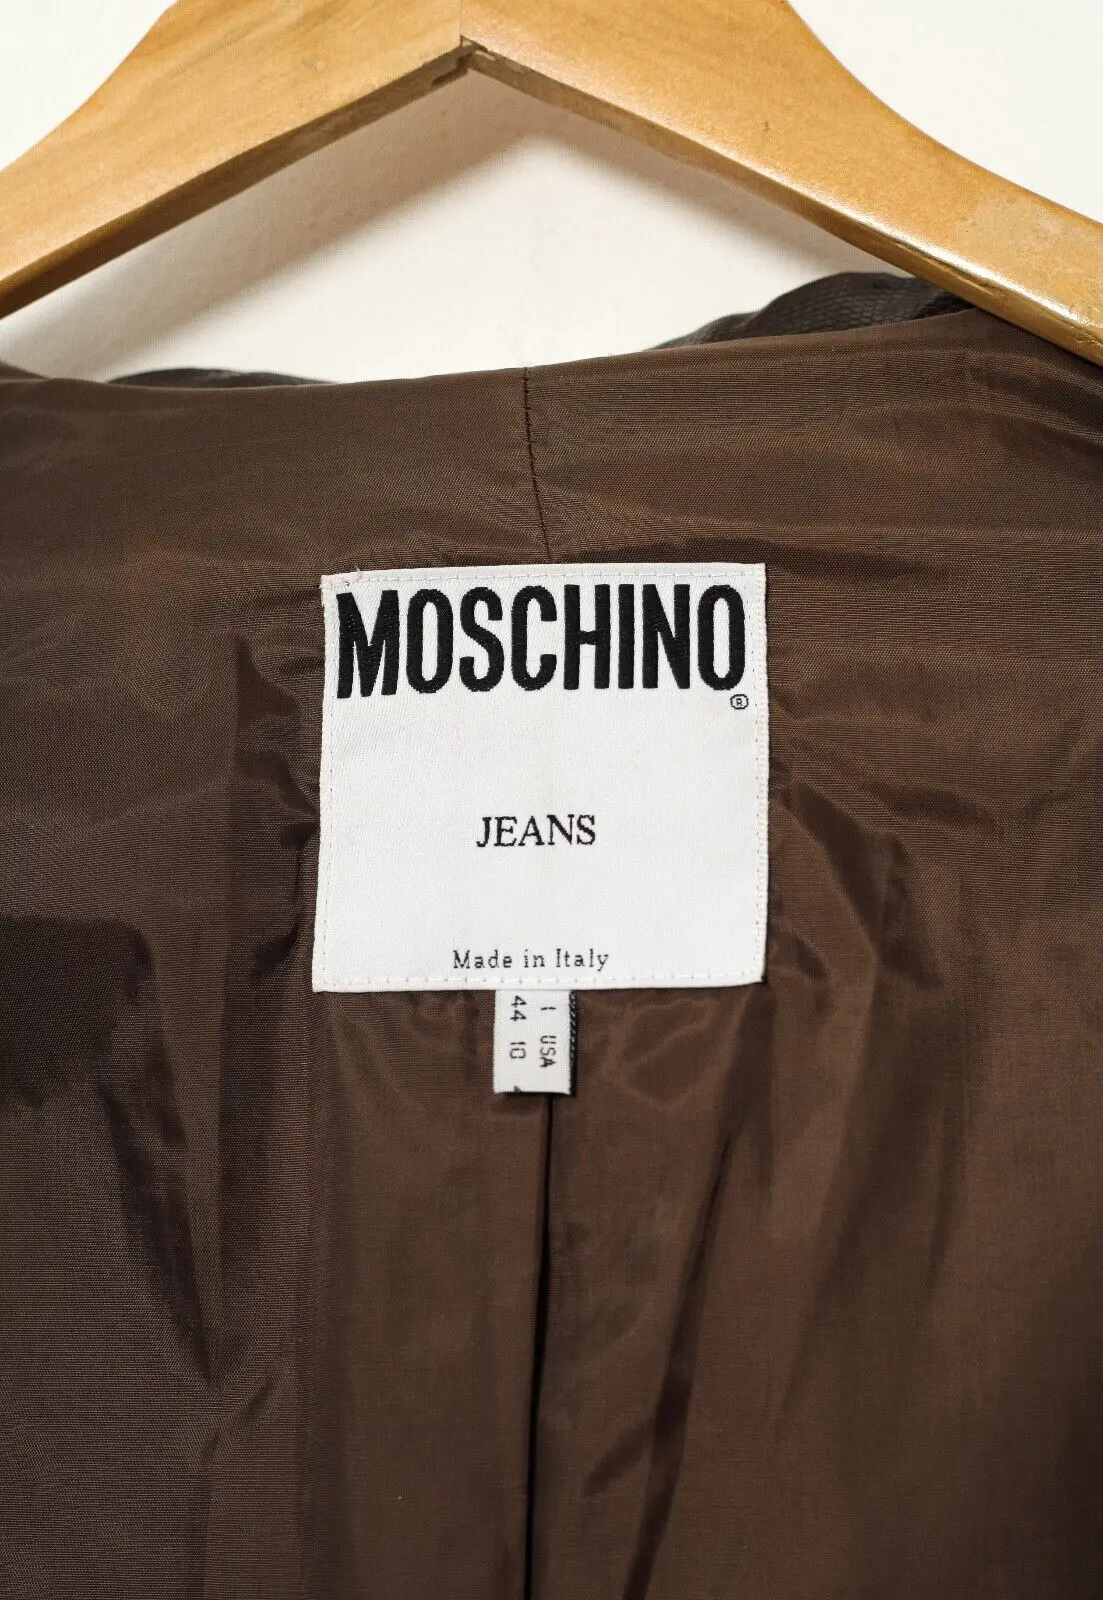 MOSCHINO
®
JEANS
Made in Italy
I USA
44 10